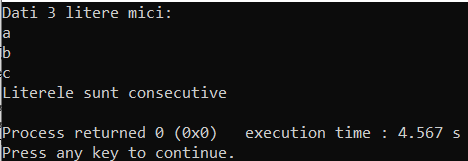 Dati 3 litere mici:
a
b
c
Literele sunt consecutive
Process returned 0 (0x0)   execution time : 4.567 s
Press any key to continue.